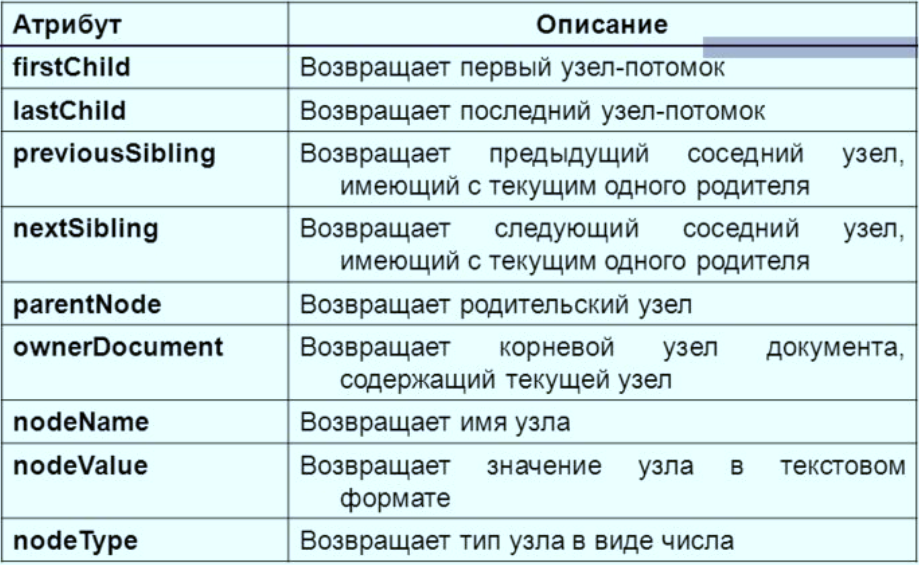 Атрибут Описание
firstChild Возвращает первый узел-потомок
lastChild Возвращает последний узел-потомок
previousSibling Возвращает предыдущий соседний узел,
имеющий с текущим одного родителя
nextSibling Возвращает следующий соседний узел,
имеющий с текущим одного родителя
parentNode Возвращает родительский узел
ownerDocument Возвращает корневой узел документа,
содержащий текущей узел
nodeName Возвращает имя узла
nodeValue Возвращает значение узла в текстовом
формате
nodeType Возвращает тип узла в виде числа